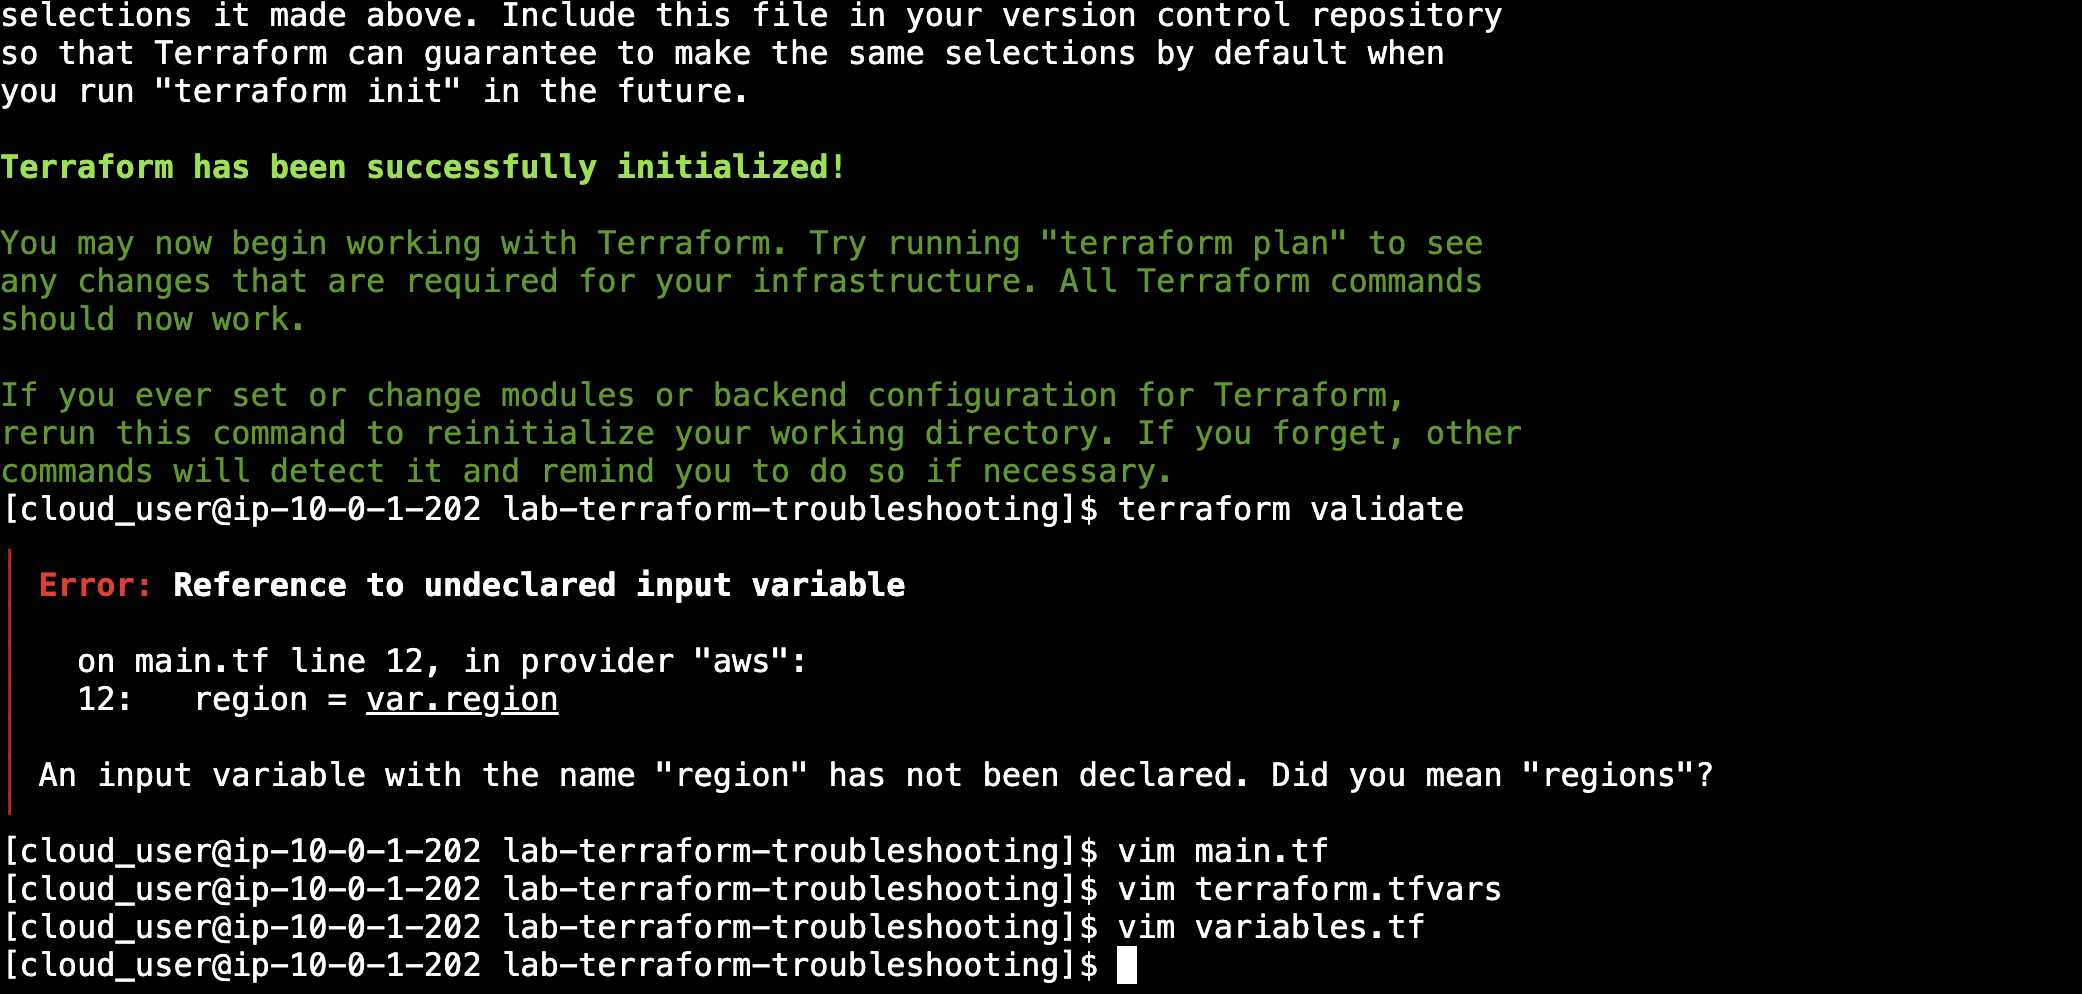 selections it made above. Include this file in your version control repository
so that Terraform can guarantee to make the same selections by default when
you run "terraform init" in the future.
Terraform has been successfully initialized!
You may now begin working with Terraform. Try running "terraform plan" to see
any changes that are required for your infrastructure. All Terraform commands
should now work.
If you ever set or change modules or backend configuration for Terraform,
rerun this command to reinitialize your working directory. If you forget, other
commands will detect it and remind you to do so if necessary.
[cloud_user@ip-10-0-1-202 lab-terraform-troubleshooting]$ terraform validate
Error: Reference to undeclared input variable
on main.tf line 12, in provider "aws":
12:   region = var.region
An input variable with the name "region" has not been declared. Did you mean "regions"?
[cloud_user@ip-10-0-1-202 lab-terraform-troubleshooting]$ vim main.tf
[cloud_user@ip-10-0-1-202 lab-terraform-troubleshooting]$ vim terraform.tfvars
[cloud_user@ip-10-0-1-202 lab-terraform-troubleshooting]$ vim variables.tf
[cloud_user@ip-10-0-1-202 lab-terraform-troubleshooting]$